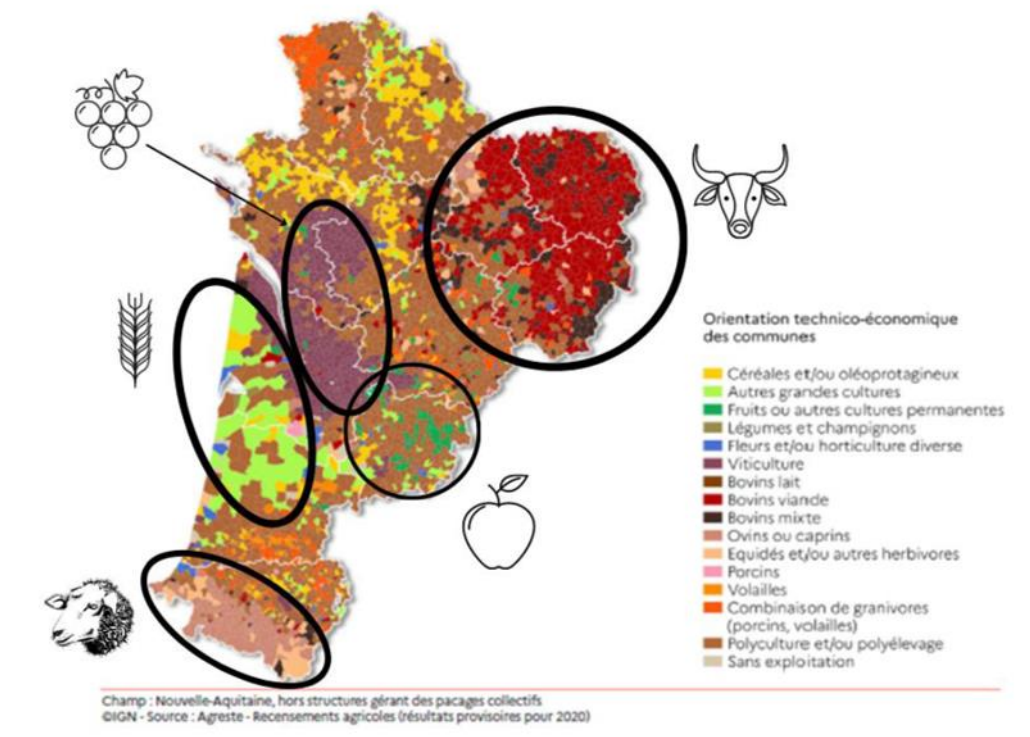 Orientation technico-économique
des communes
Céréales et/ou oléoprotagineux
Autres grandes cultures
Fruits ou autres cultures permanentes
Légumes et champignons
Fleurs et/ou horticulture diverse
Viticulture
Bovins lait
Bovins viande
Bovins mixte
Ovins ou caprins
Equidés et/ou autres herbivores
Porcins
Volailles
Combinaison de granivores
(porcins, volailles)
Polyculture et/ou polyélevage
Sans exploitation
Champ : Nouvelle-Aquitaine, hors structures gérant des pacages collectifs
©IGN - Source : Agreste - Recensements agricoles (résultats provisoires pour 2020)